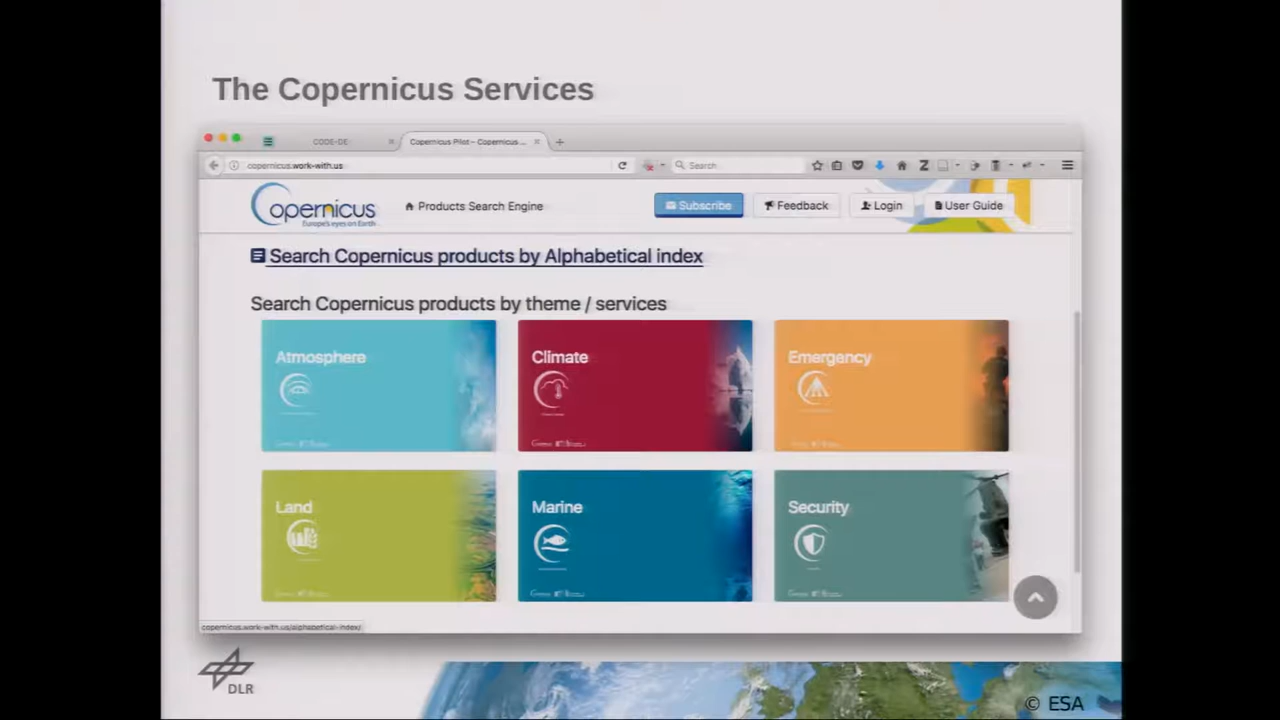 The Copernicus Services
CODE-DE
Copernicus Pilot – Copernicus ...
copernicus.work-with.us
Search
opernicus
Europe's eyes on Earth
Products Search Engine
Subscribe
Feedback
Login
User Guide
Search Copernicus products by Alphabetical index
Search Copernicus products by theme / services
Atmosphere
Climate
Emergency
Land
Marine
Security
copernicus.work-with.us/alphabetical-index/
DLR
© ESA